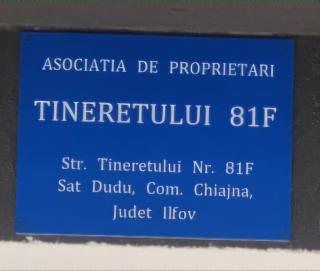 ASOCIATIA DE PROPRIETARI
TINERETULUI 81F
Str. Tineretului Nr. 81F
Sat Dudu, Com. Chiajna,
Judet Ilfov